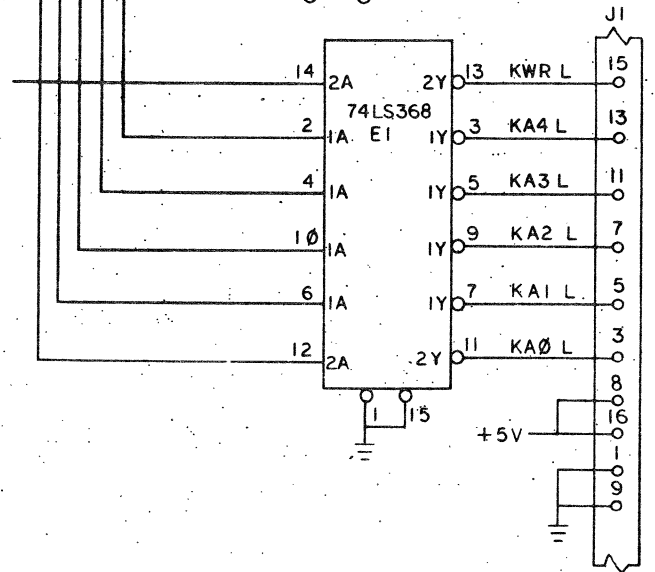 J1
14 2A 2Y 13 KWR L 15
74LS368
E1
2 1A 1Y 3 KA4 L 13
4 1A 1Y 5 KA3 L 11
1Ø 1A 1Y 9 KA2 L 7
6 1A 1Y 7 KA1 L 5
12 2A 2Y 11 KAØ L 3
8
1 15
+5V 16
1
9